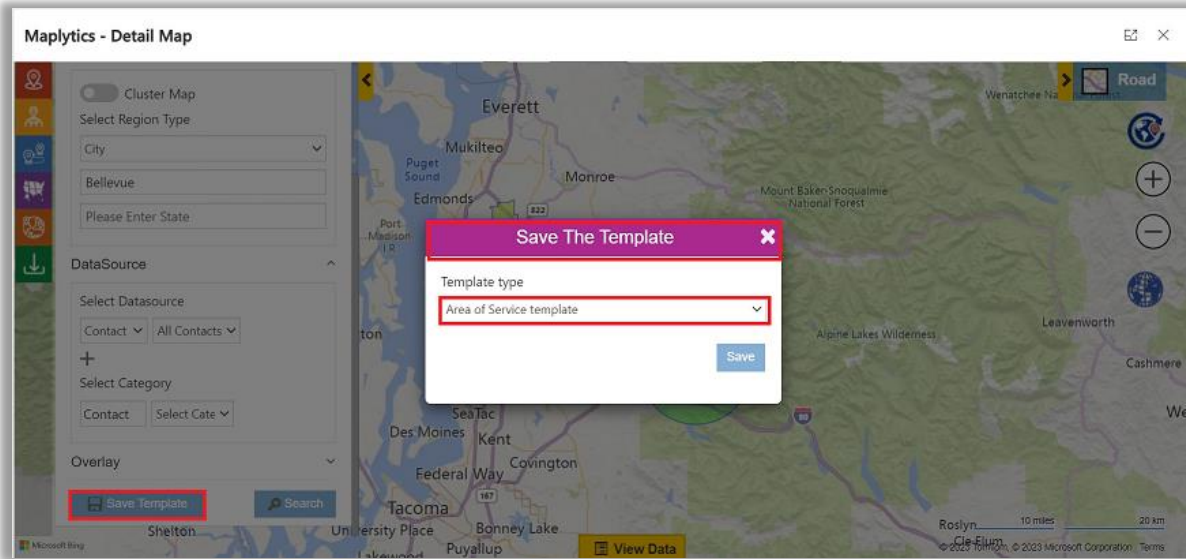 Maplytics - Detail Map
Cluster Map
Select Region Type
City
Bellevue
Please Enter State
DataSource
Select Datasource
Contact
All Contacts
Select Category
Contact
Select Cate
Overlay
Save Template
Search
Road
Everett
Mukilteo
Puget
Sound
Monroe
Edmonds
522
Port
Madison
I R
Mount Baker-Snoqualmie
National Forest
Wenatchee Na
Save The Template
Template type
Area of Service template
Save
ton
Alpine Lakes Wilderness
Leavenworth
Cashmere
We
SeaTac
Des Moines
Kent
Covington
Federal Way
167
Tacoma
90
University Place
Bonney Lake
Lakewood
Puyallup
Shelton
View Data
Roslyn
Cle Elum
10 miles
20 km
Microsoft Bing
© 2023 TomTom, © 2023 Microsoft Corporation Terms